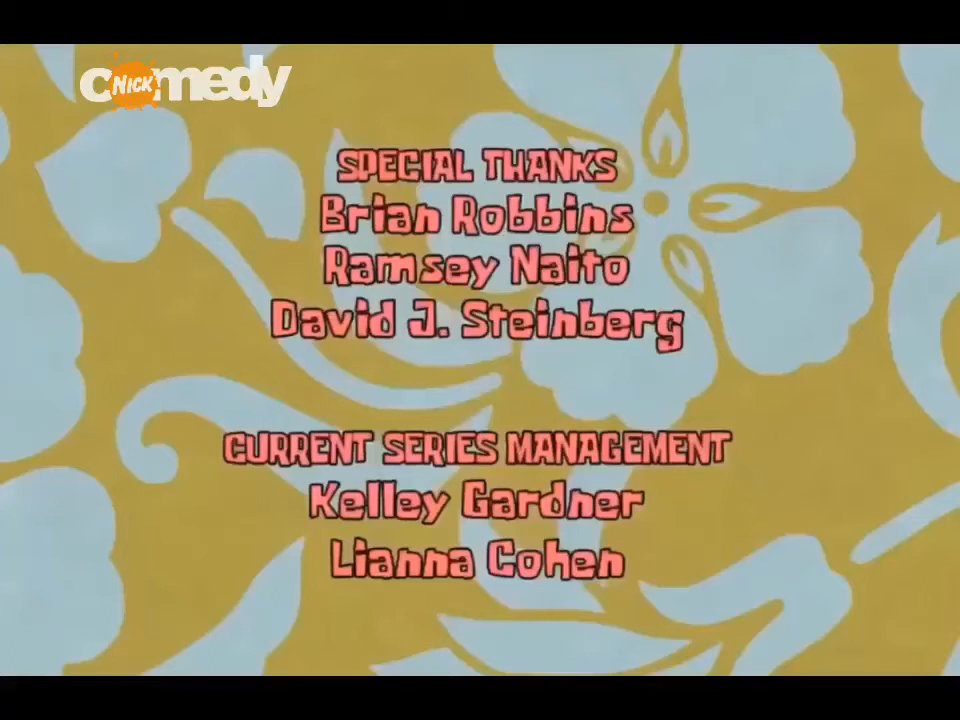 comedy
NICK
SPECIAL THANKS
Brian Robbins
Ramsey Naito
David J. Steinberg
CURRENT SERIES MANAGEMENT
Kelley Gardner
Lianna Cohen